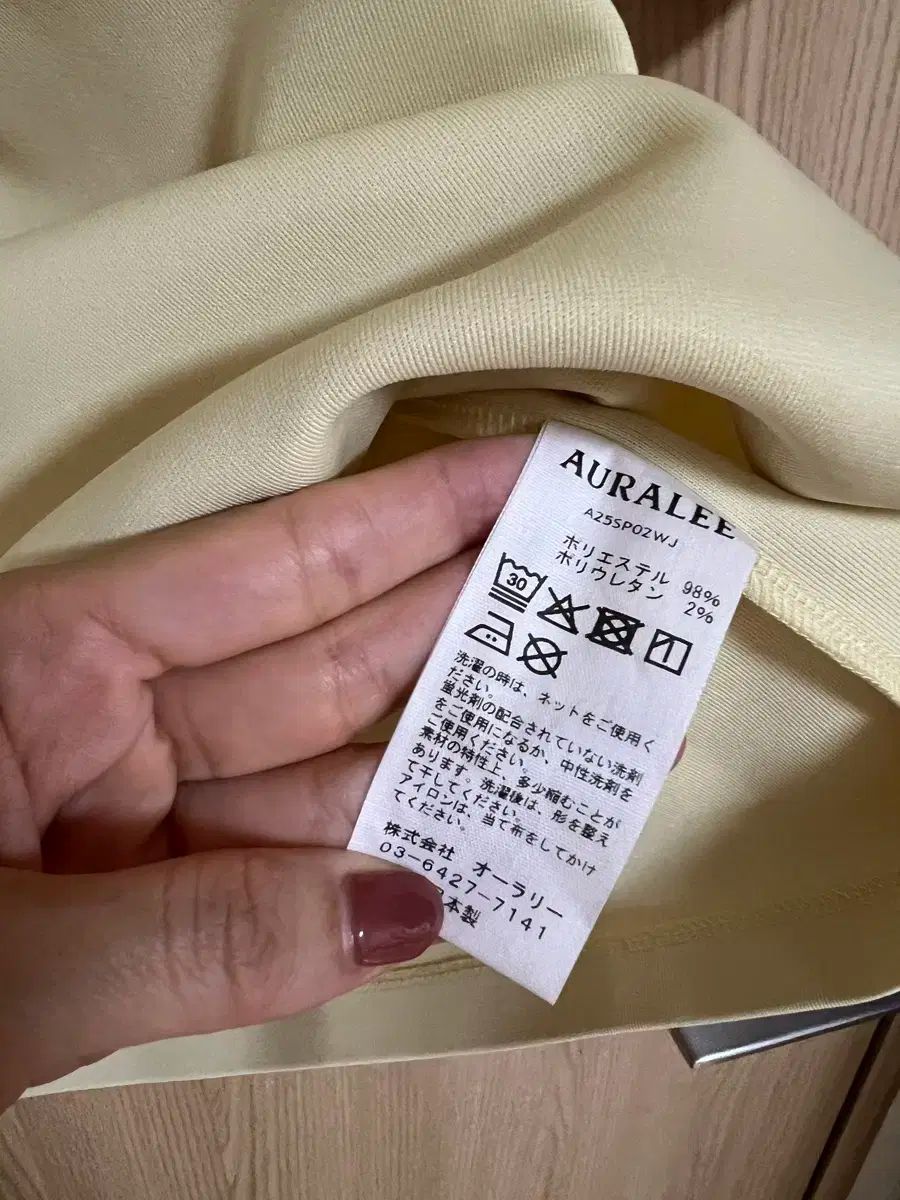 AURALEE
A25SP02WJ
ポリエステル 98%
ポリウレタン 2%
30
洗濯の時は、ネットをご使用く
ださい。
蛍光剤の配合されていない洗剤
をご使用になるか、中性洗剤を
ご使用ください。
素材の特性上、多少縮むことが
あります。洗濯後は、形を整え
て干してください。
アイロンは、当て布をしてかけ
てください。
株式会社 オーラリー
03-6427-7141
本製